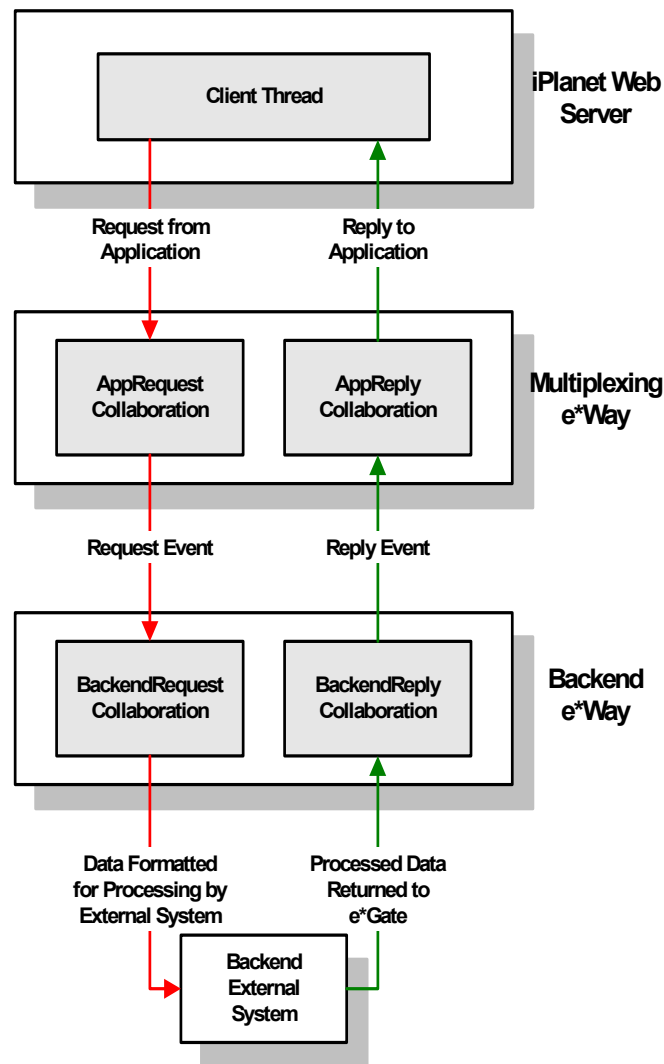 Client Thread
iPlanet Web
Server
Request from
Application
Reply to
Application
AppRequest
Collaboration
AppReply
Collaboration
Multiplexing
e*Way
Request Event
Reply Event
BackendRequest
Collaboration
BackendReply
Collaboration
Backend
e*Way
Data Formatted
for Processing by
External System
Processed Data
Returned to
e*Gate
Backend
External
System